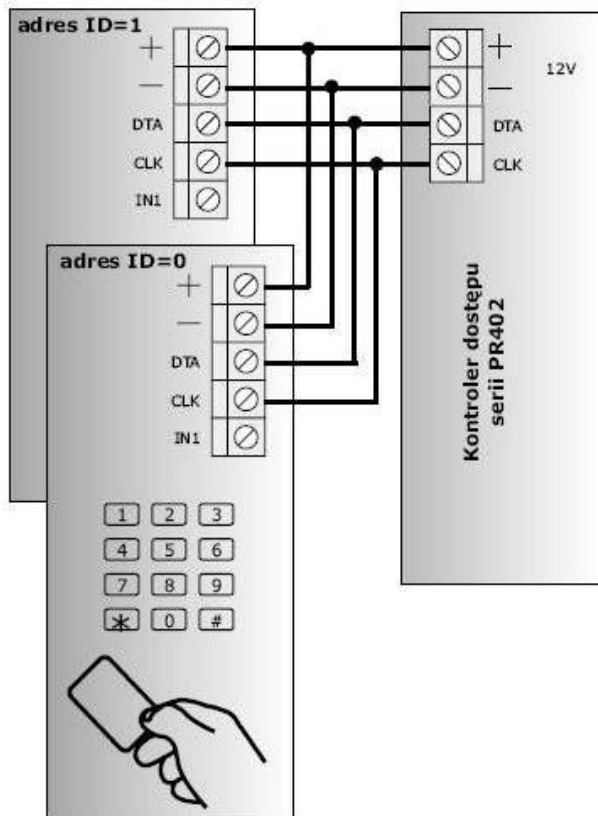 adres ID=1
+
—
DTA
CLK
IN1
+
—
DTA
CLK
12V
adres ID=0
+
—
DTA
CLK
IN1
Kontroler dostępu
serii PR402
1 2 3
4 5 6
7 8 9
* 0 #